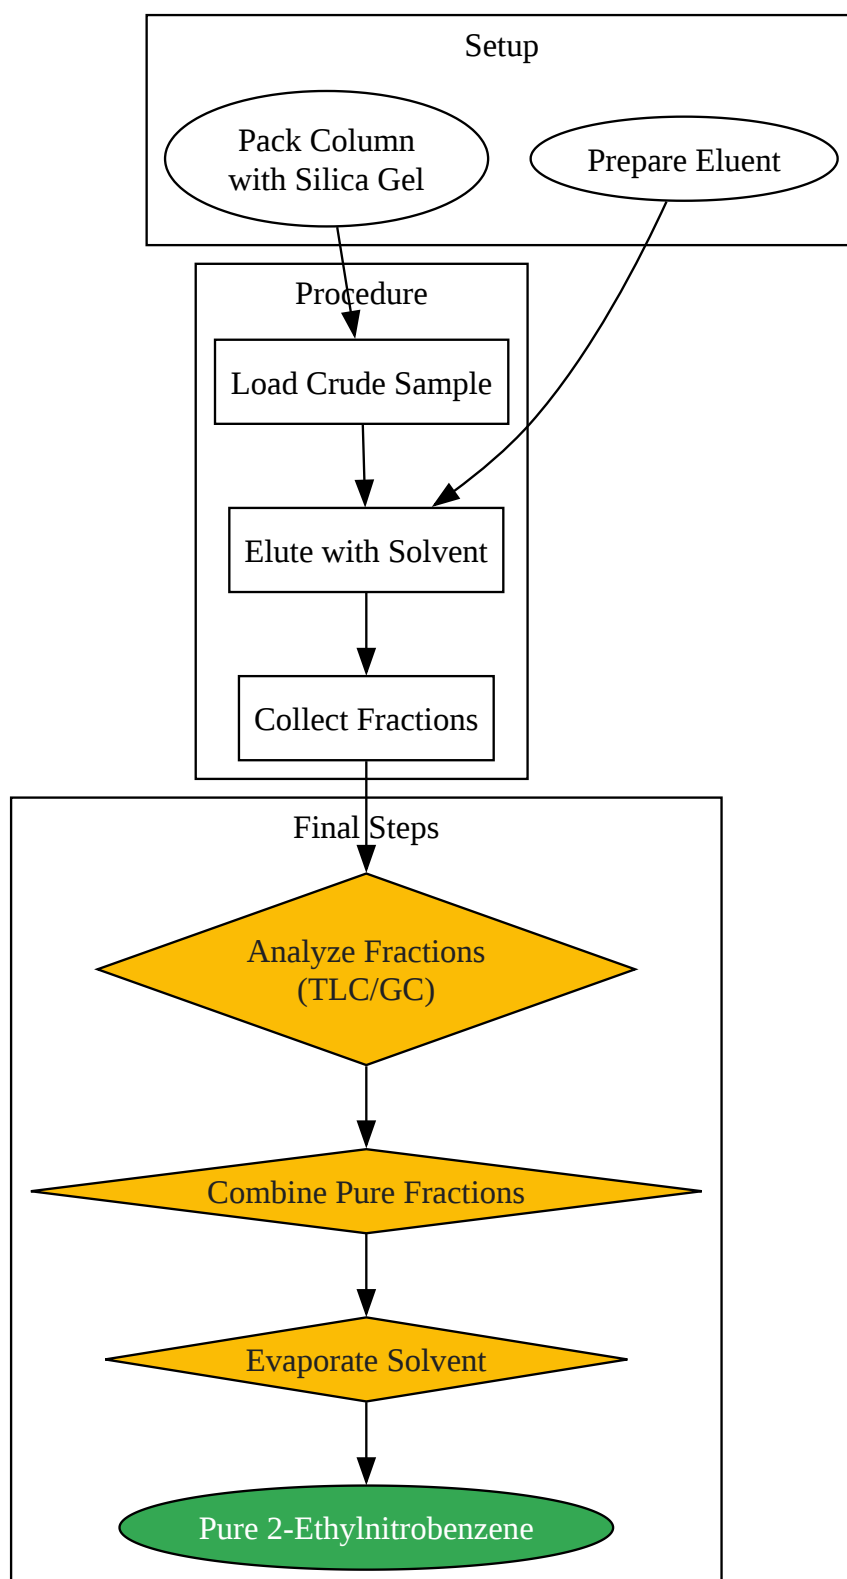 Setup
Pack Column
with Silica Gel
Prepare Eluent
Procedure
Load Crude Sample
Elute with Solvent
Collect Fractions
Final Steps
Analyze Fractions
(TLC/GC)
Combine Pure Fractions
Evaporate Solvent
Pure 2-Ethylnitrobenzene